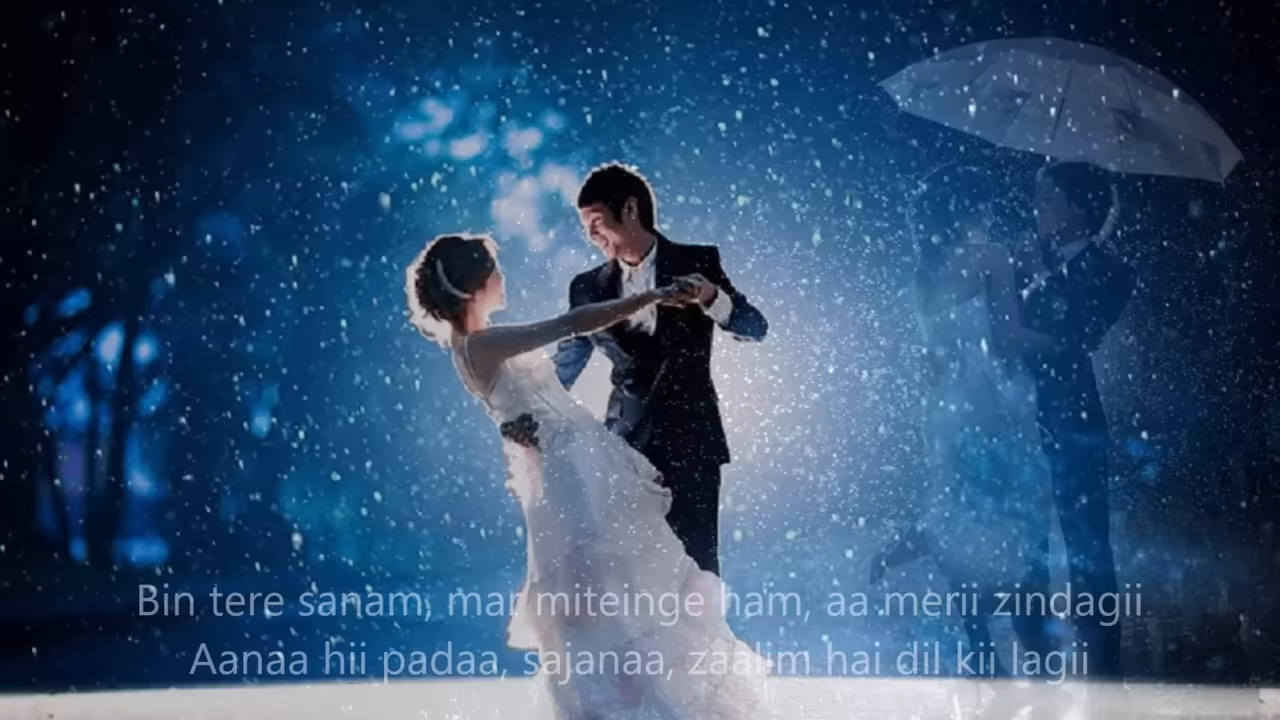 Bin tere sanam, mar miteinge ham, aa merii zindagii
Aanaa hii padaa, sajanaa, zaalim hai dil kii lagii